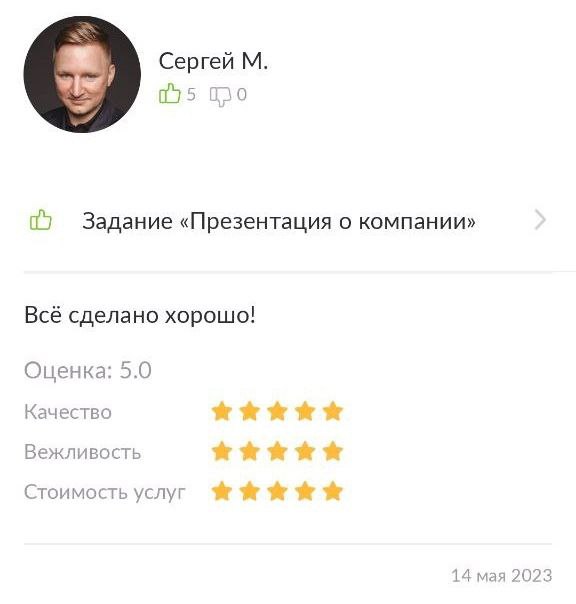 Сергей М.
5 0
Задание «Презентация о компании»
Всё сделано хорошо!
Оценка: 5.0
Качество
Вежливость
Стоимость услуг
14 мая 2023